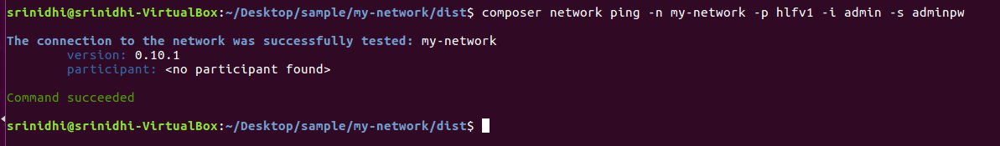 srinidhi@srinidhi-VirtualBox:~/Desktop/sample/my-network/dist$ composer network ping -n my-network -p hlfv1 -i admin -s adminpw
The connection to the network was successfully tested: my-network
version: 0.10.1
participant: <no participant found>
Command succeeded
srinidhi@srinidhi-VirtualBox:~/Desktop/sample/my-network/dist$